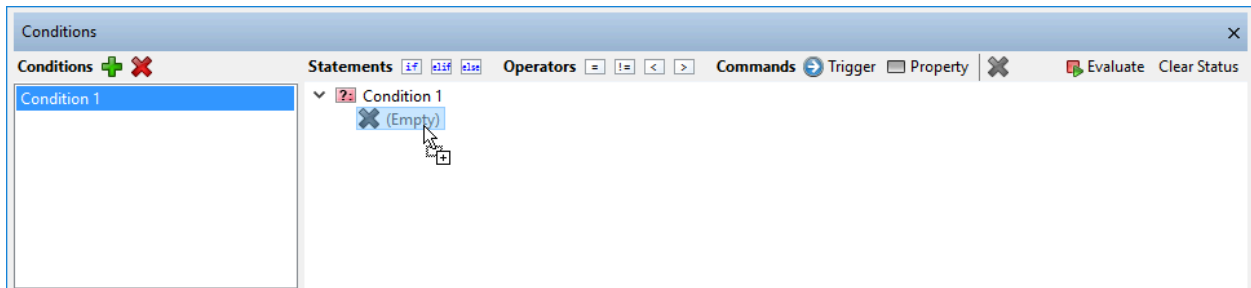 Conditions
Conditions Statements if elif else Operators = != < > Commands Trigger Property Evaluate Clear Status
Condition 1
?: Condition 1
(Empty)